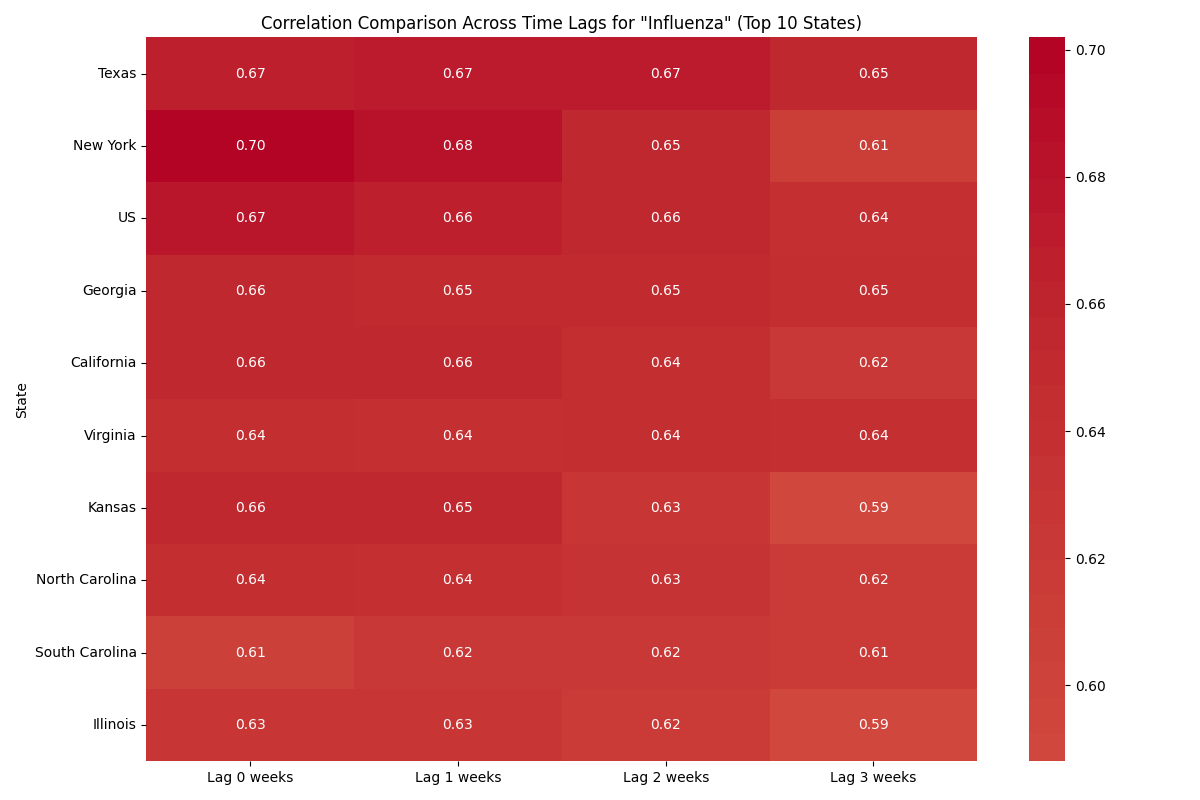 Correlation Comparison Across Time Lags for "Influenza" (Top 10 States)
Texas 0.67 0.67 0.67 0.65
New York 0.70 0.68 0.65 0.61
US 0.67 0.66 0.66 0.64
Georgia 0.66 0.65 0.65 0.65
California 0.66 0.66 0.64 0.62
Virginia 0.64 0.64 0.64 0.64
Kansas 0.66 0.65 0.63 0.59
North Carolina 0.64 0.64 0.63 0.62
South Carolina 0.61 0.62 0.62 0.61
Illinois 0.63 0.63 0.62 0.59
Lag 0 weeks Lag 1 weeks Lag 2 weeks Lag 3 weeks
State
0.70
0.68
0.66
0.64
0.62
0.60